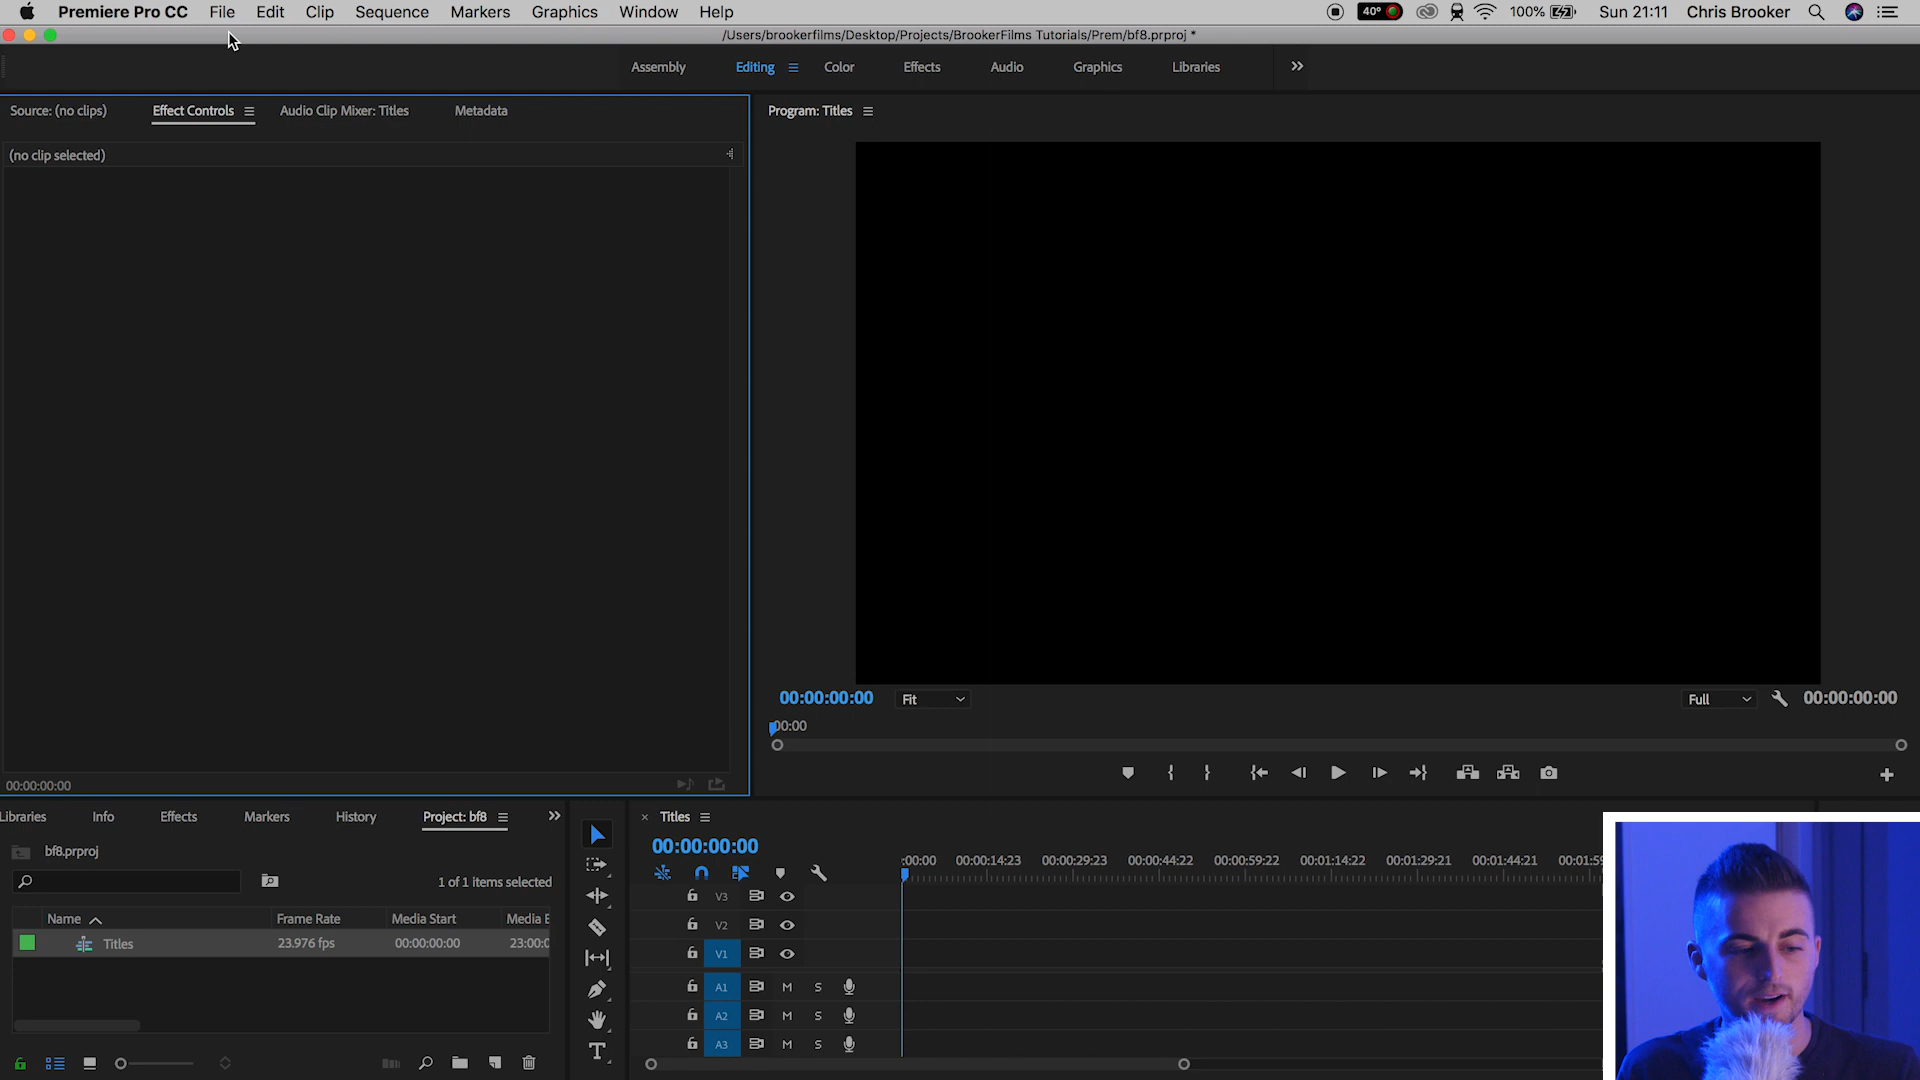 Premiere Pro CC File Edit Clip Sequence Markers Graphics Window Help 40° 100% Sun 21:11 Chris Brooker
/Users/brookerfilms/Desktop/Projects/BrookerFilms Tutorials/Prem/bf8.prproj *
Assembly Editing Color Effects Audio Graphics Libraries
Source: (no clips) Effect Controls Audio Clip Mixer: Titles Metadata Program: Titles
(no clip selected)
00:00:00:00 Fit Full 00:00:00:00
00:00
00:00:00:00
Libraries Info Effects Markers History Project: bf8 Titles
bf8.prproj 00:00:00:00
1 of 1 items selected :00:00 00:00:14:23 00:00:29:23 00:00:44:22 00:00:59:22 00:01:14:22 00:01:29:21 00:01:44:21 00:01:59
V3
Name Frame Rate Media Start Media E V2
Titles 23.976 fps 00:00:00:00 23:00:0 V1
A1 M S
A2 M S
A3 M S